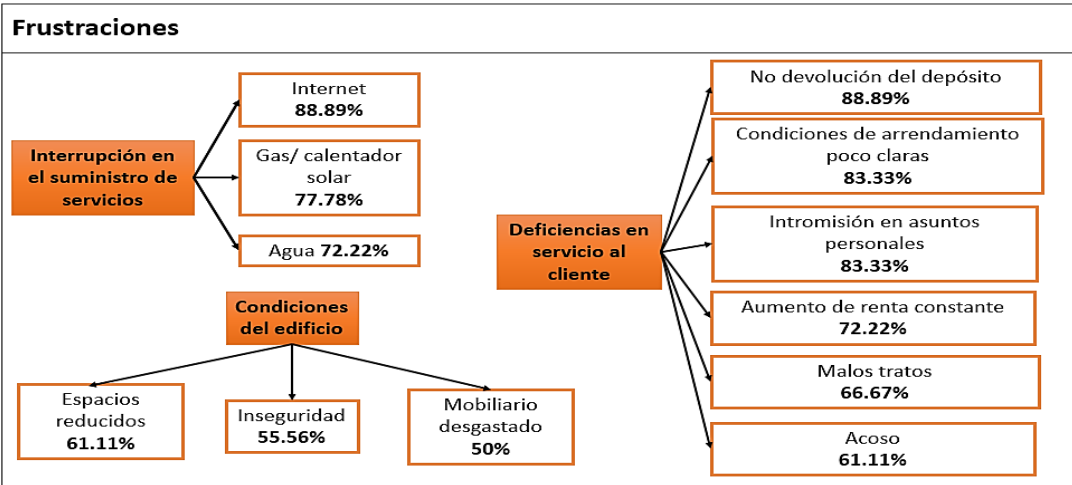 Frustraciones
Interrupción en
el suministro de
servicios
Internet
88.89%
Gas/ calentador
solar
77.78%
Agua 72.22%
Condiciones
del edificio
Espacios
reducidos
61.11%
Inseguridad
55.56%
Mobiliario
desgastado
50%
Deficiencias en
servicio al
cliente
No devolución del depósito
88.89%
Condiciones de arrendamiento
poco claras
83.33%
Intromisión en asuntos
personales
83.33%
Aumento de renta constante
72.22%
Malos tratos
66.67%
Acoso
61.11%